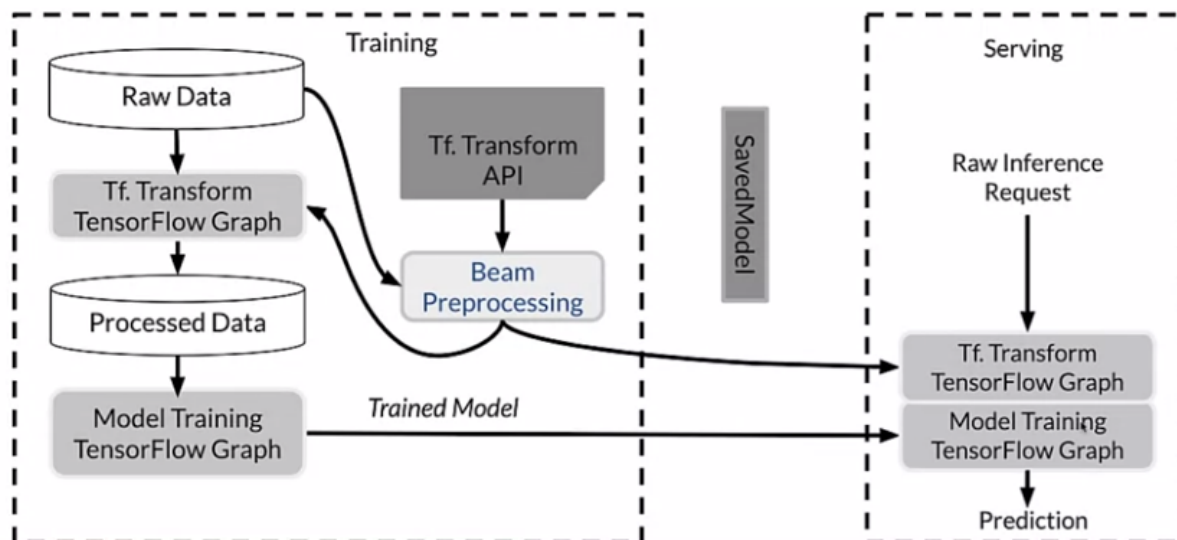 Training
Raw Data
Tf. Transform
TensorFlow Graph
Processed Data
Model Training
TensorFlow Graph
Tf. Transform
API
Beam
Preprocessing
Trained Model
SavedModel
Serving
Raw Inference
Request
Tf. Transform
TensorFlow Graph
Model Training
TensorFlow Graph
Prediction